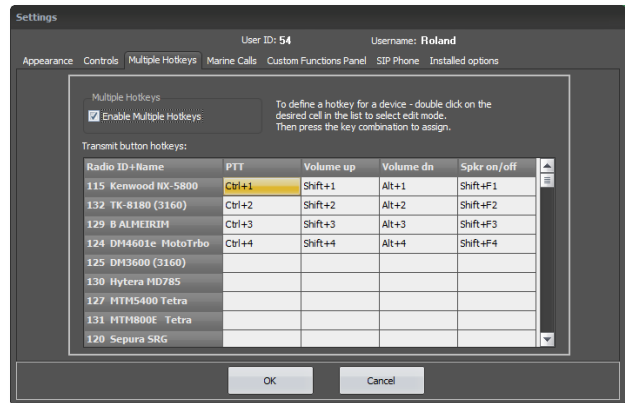 Settings
User ID: 54 Username: Roland
Appearance Controls Multiple Hotkeys Marine Calls Custom Functions Panel SIP Phone Installed options
Multiple Hotkeys
Enable Multiple Hotkeys
To define a hotkey for a device - double click on the
desired cell in the list to select edit mode.
Then press the key combination to assign.
Transmit button hotkeys:
Radio ID+Name PTT Volume up Volume dn Spkr on/off
115 Kenwood NX-5800 Ctrl+1 Shift+1 Alt+1 Shift+F1
132 TK-8180 (3160) Ctrl+2 Shift+2 Alt+2 Shift+F2
129 B ALMEIRIM Ctrl+3 Shift+3 Alt+3 Shift+F3
124 DM4601e MotoTrbo Ctrl+4 Shift+4 Alt+4 Shift+F4
125 DM3600 (3160)
130 Hytera MD785
127 MTM5400 Tetra
131 MTM800E Tetra
120 Sepura SRG
OK Cancel